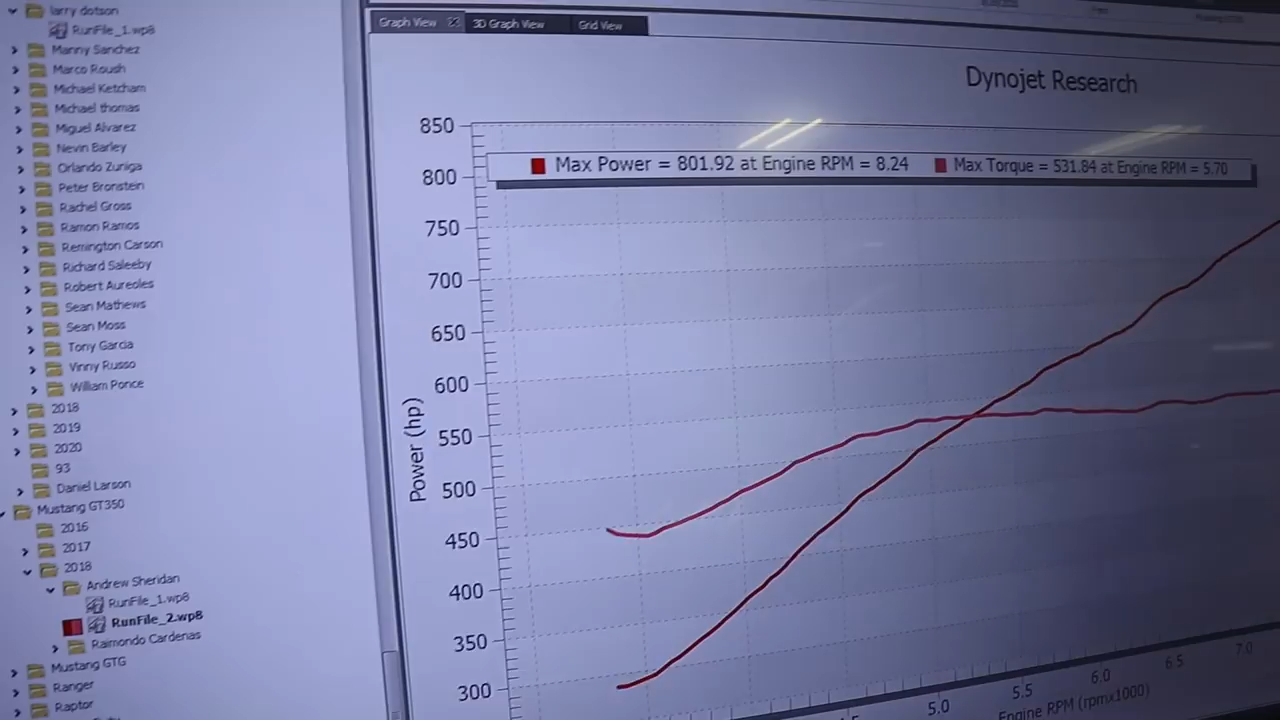 larry dotson
RunFile_1.wp8
Manny Sanchez
Marco Roush
Michael Ketcham
Michael thomas
Miguel Alvarez
Nevin Barley
Orlando Zuniga
Peter Bronstein
Rachel Gross
Ramon Ramos
Remington Carson
Richard Saleeby
Robert Aureoles
Sean Mathews
Sean Moss
Tony Garcia
Vinny Russo
William Ponce
2018
2019
2020
93
Daniel Larson
Mustang GT350
2016
2017
2018
Andrew Sheridan
RunFile_1.wp8
RunFile_2.wp8
Raimondo Cardenas
Mustang GTG
Ranger
Raptor
Graph View
3D Graph View
Grid View
Dynojet Research
Max Power = 801.92 at Engine RPM = 8.24
Max Torque = 531.84 at Engine RPM = 5.70
850
800
750
700
650
600
550
500
450
400
350
300
Power (hp)
5.0
5.5
6.0
6.5
7.0
Engine RPM (rpmx1000)